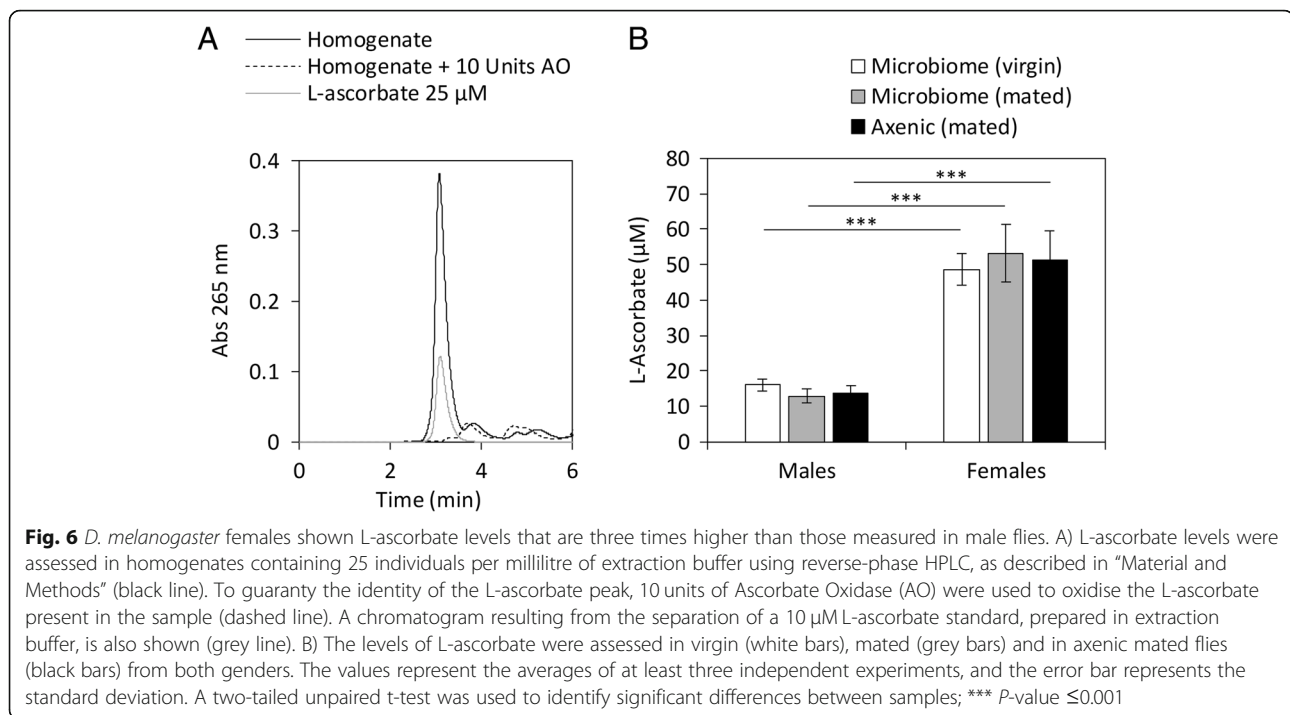 A
Homogenate
Homogenate + 10 Units AO
L-ascorbate 25 μM
0.4
0.3
0.2
0.1
0
Abs 265 nm
0 2 4 6
Time (min)
B
Microbiome (virgin)
Microbiome (mated)
Axenic (mated)
80
70
60
50
40
30
20
10
0
L-Ascorbate (μM)
***
***
***
Males Females
Fig. 6 D. melanogaster females shown L-ascorbate levels that are three times higher than those measured in male flies. A) L-ascorbate levels were
assessed in homogenates containing 25 individuals per millilitre of extraction buffer using reverse-phase HPLC, as described in “Material and
Methods” (black line). To guaranty the identity of the L-ascorbate peak, 10 units of Ascorbate Oxidase (AO) were used to oxidise the L-ascorbate
present in the sample (dashed line). A chromatogram resulting from the separation of a 10 μM L-ascorbate standard, prepared in extraction
buffer, is also shown (grey line). B) The levels of L-ascorbate were assessed in virgin (white bars), mated (grey bars) and in axenic mated flies
(black bars) from both genders. The values represent the averages of at least three independent experiments, and the error bar represents the
standard deviation. A two-tailed unpaired t-test was used to identify significant differences between samples; *** P-value ≤0.001